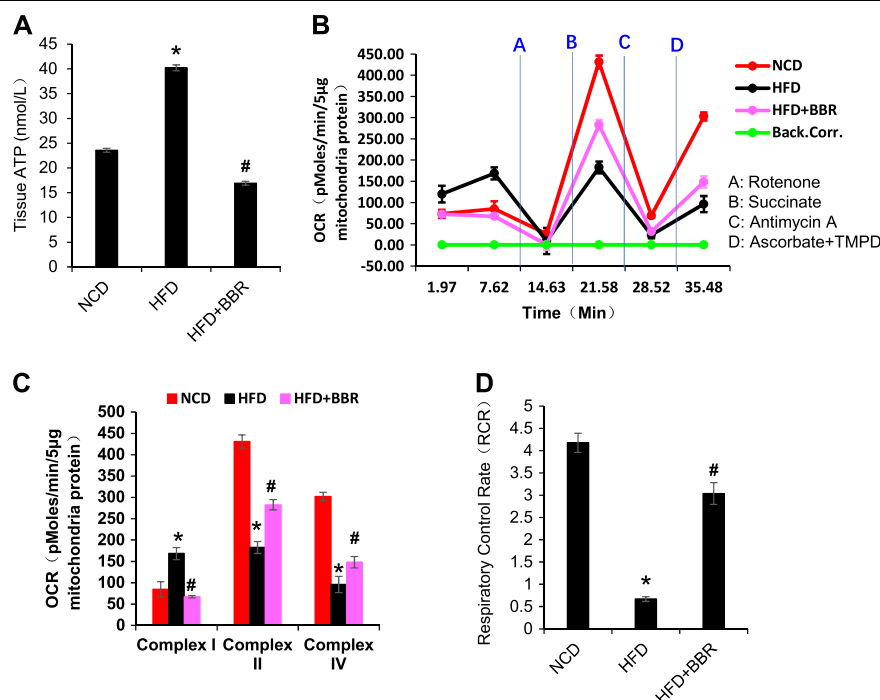 A
Tissue ATP (nmol/L）
45
40
35
30
25
20
15
10
5
0
*
#
NCD
HFD
HFD+BBR
B
OCR（ pMoles/min/5µg
mitochondria protein）
450.00
400.00
350.00
300.00
250.00
200.00
150.00
100.00
50.00
0.00
-50.00
A
B
C
D
1.97
7.62
14.63
21.58
28.52
35.48
Time（Min）
NCD
HFD
HFD+BBR
Back.Corr.
A: Rotenone
B: Succinate
C: Antimycin A
D: Ascorbate+TMPD
C
NCD
HFD
HFD+BBR
OCR（ pMoles/min/5µg
mitochondria protein）
500
450
400
350
300
250
200
150
100
50
0
*
#
*
#
*
#
Complex I
Complex
II
Complex
IV
D
Respiratory Control Rate（RCR）
5
4.5
4
3.5
3
2.5
2
1.5
1
0.5
0
*
#
NCD
HFD
HFD+BBR